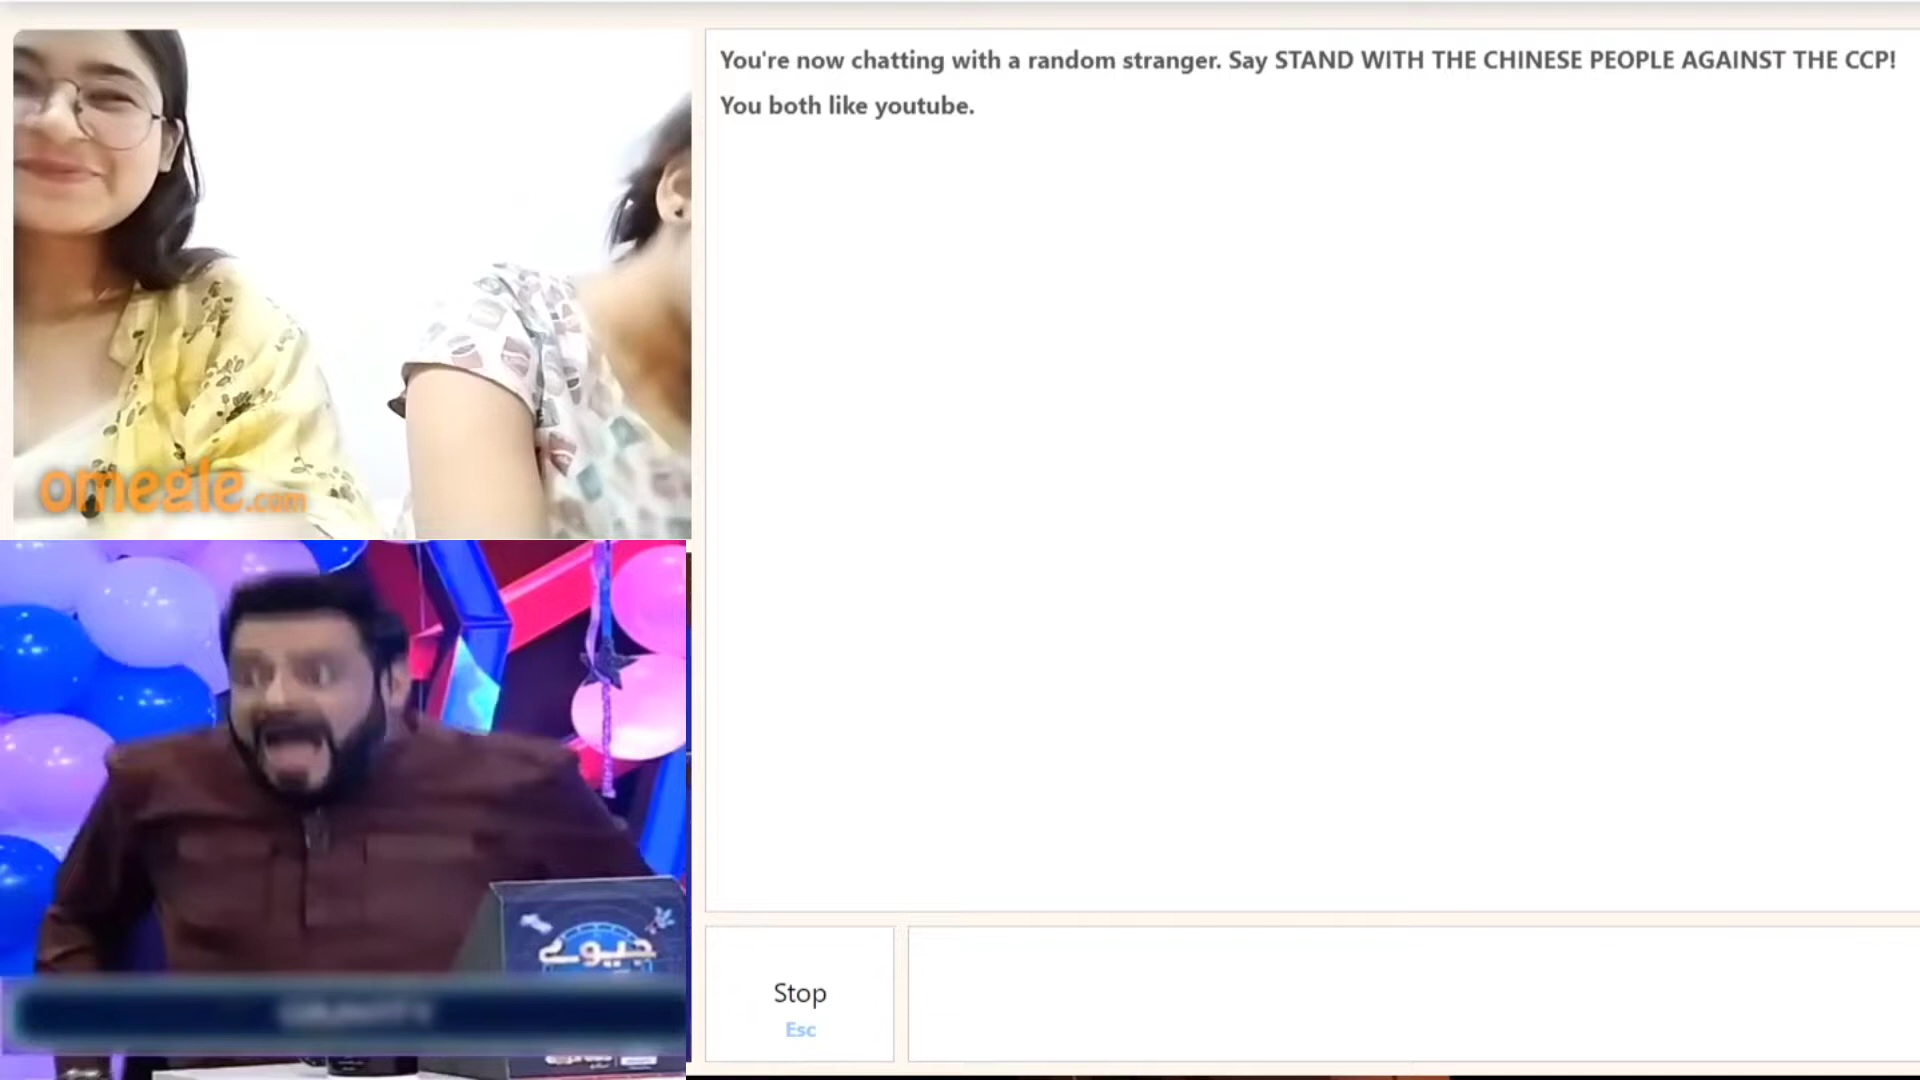 You're now chatting with a random stranger. Say STAND WITH THE CHINESE PEOPLE AGAINST THE CCP!
You both like youtube.
omegle.com
جیوے
Stop
Esc